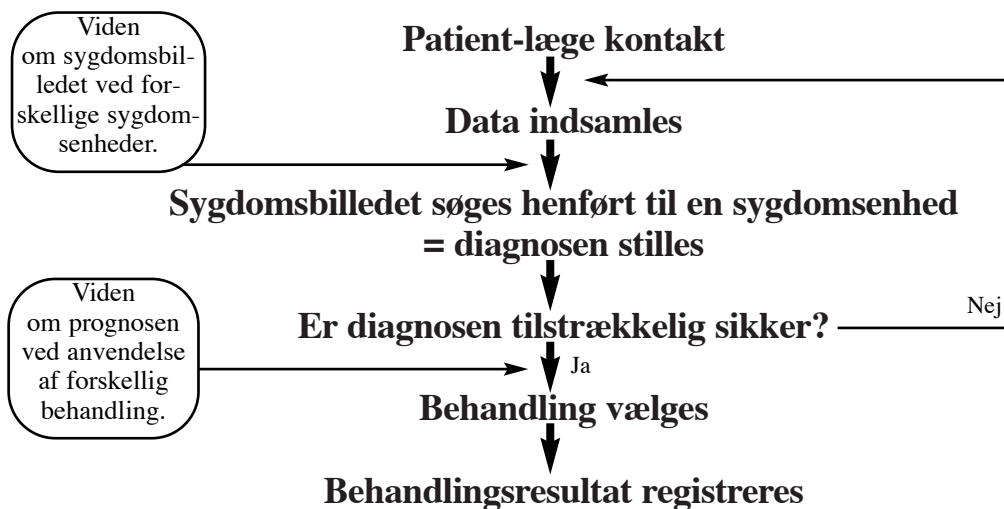 Viden
om sygdomsbil-
ledet ved for-
skellige sygdom-
senheder.
Patient-læge kontakt
Data indsamles
Sygdomsbilledet søges henført til en sygdomsenhed
= diagnosen stilles
Viden
om prognosen
ved anvendelse
af forskellig
behandling.
Er diagnosen tilstrækkelig sikker?
Nej
Ja
Behandling vælges
Behandlingsresultat registreres